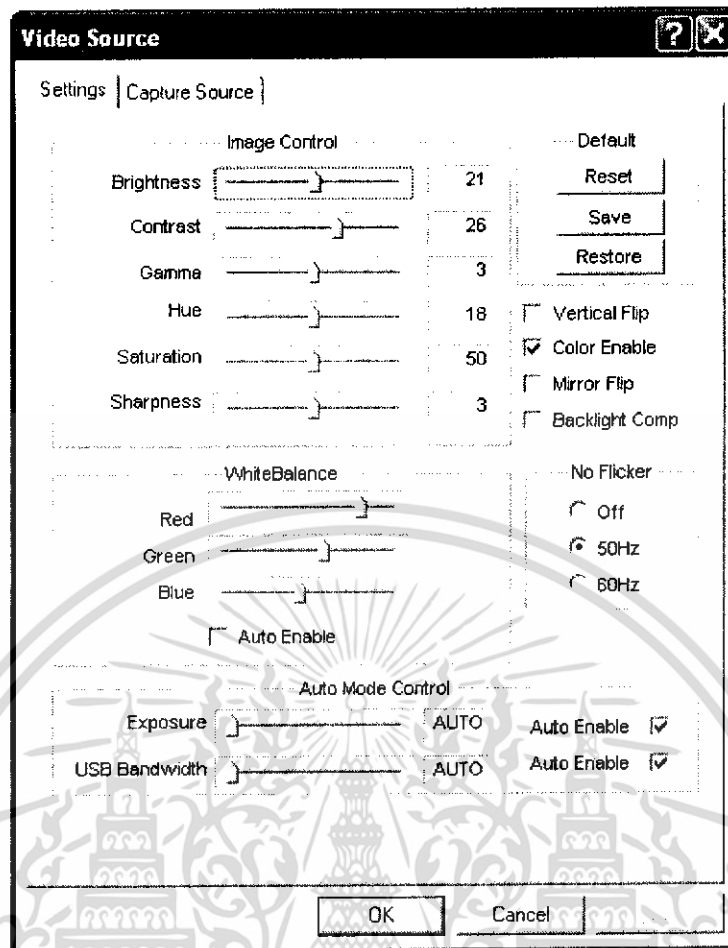 Video Source
Settings
Capture Source
Image Control
Brightness 21
Contrast 26
Gamma 3
Hue 18
Saturation 50
Sharpness 3
Default
Reset
Save
Restore
Vertical Flip
Color Enable
Mirror Flip
Backlight Comp
WhiteBalance
Red
Green
Blue
Auto Enable
No Flicker
Off
50Hz
60Hz
Auto Mode Control
Exposure AUTO Auto Enable
USB Bandwidth AUTO Auto Enable
OK
Cancel